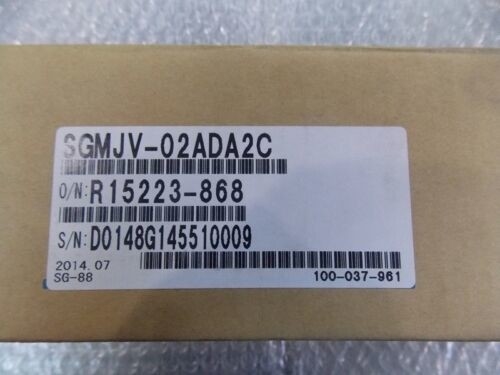 SGMJV-02ADA2C
O/N:R15223-868
S/N:D0148G145510009
2014.07
SG-88 100-037-961